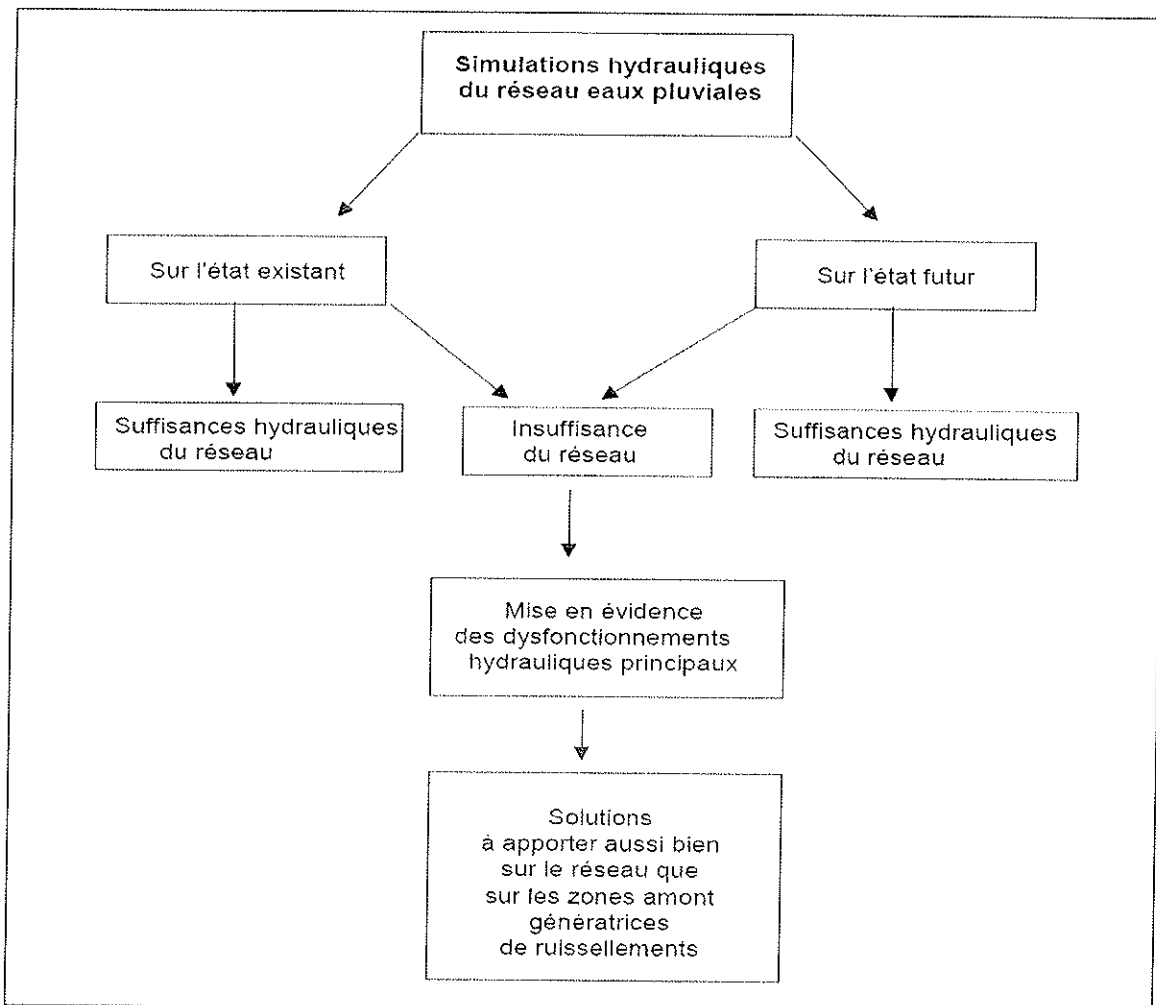 Simulations hydrauliques
du réseau eaux pluviales
Sur l'état existant
Sur l'état futur
Suffisances hydrauliques
du réseau
Insuffisance
du réseau
Suffisances hydrauliques
du réseau
Mise en évidence
des dysfonctionnements
hydrauliques principaux
Solutions
à apporter aussi bien
sur le réseau que
sur les zones amont
génératrices
de ruissellements